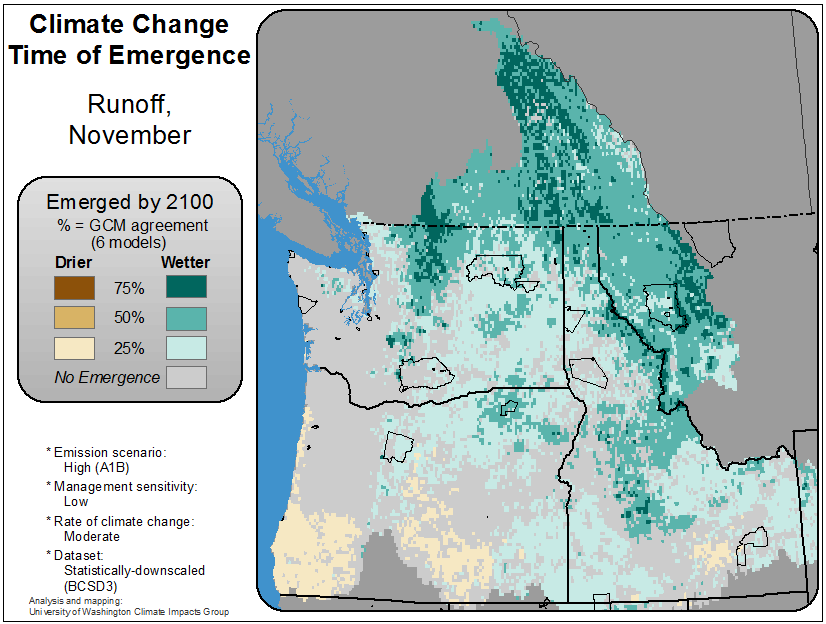 Climate Change
Time of Emergence
Runoff,
November
Emerged by 2100
% = GCM agreement
(6 models)
Drier Wetter
75%
50%
25%
No Emergence
* Emission scenario:
High (A1B)
* Management sensitivity:
Low
* Rate of climate change:
Moderate
* Dataset:
Statistically-downscaled
(BCSD3)
Analysis and mapping:
University of Washington Climate Impacts Group